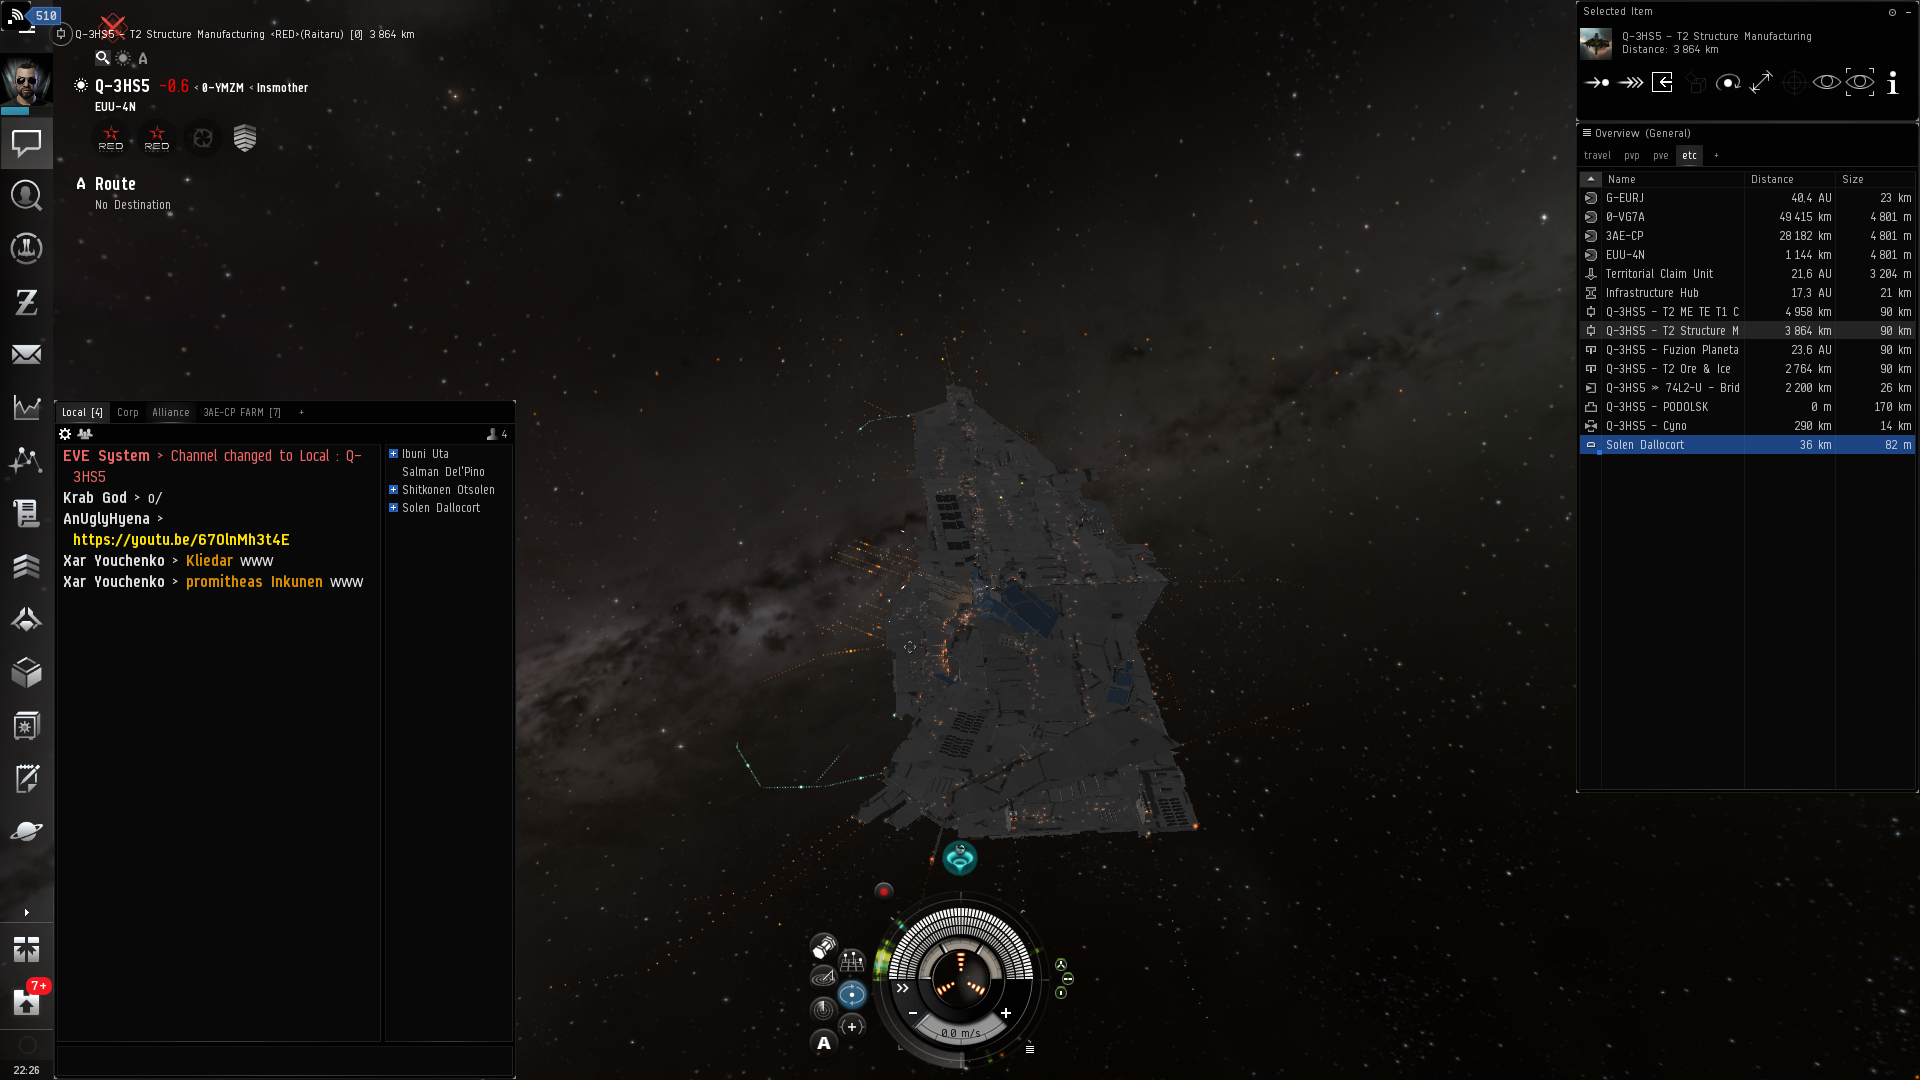 510
Q-3HS5 - T2 Structure Manufacturing <RED>(Raitaru) [0] 3 864 km
Q-3HS5 -0.6 < 0-YMZM < Insmother
EUU-4N
RED RED
Route
No Destination
Local [4] Corp Alliance 3AE-CP FARM [7] +
4
EVE System > Channel changed to Local : Q-
3HS5
Krab God > o/
AnUglyHyena >
https://youtu.be/67OlnMh3t4E
Xar Youchenko > Kliedar www
Xar Youchenko > promitheas Inkunen www
Ibuni Uta
Salman Del'Pino
Shitkonen Otsolen
Solen Dallocort
7+
22:26
A
0.0 m/s
Selected Item
Q-3HS5 - T2 Structure Manufacturing
Distance: 3 864 km
Overview (General)
travel pvp pve etc +
Name Distance Size
G-EURJ 40,4 AU 23 km
0-VG7A 49 415 km 4 801 m
3AE-CP 28 182 km 4 801 m
EUU-4N 1 144 km 4 801 m
Territorial Claim Unit 21,6 AU 3 204 m
Infrastructure Hub 17,3 AU 21 km
Q-3HS5 - T2 ME TE T1 C 4 958 km 90 km
Q-3HS5 - T2 Structure M 3 864 km 90 km
Q-3HS5 - Fuzion Planeta 23,6 AU 90 km
Q-3HS5 - T2 Ore & Ice 2 764 km 90 km
Q-3HS5 » 74L2-U - Brid 2 200 km 26 km
Q-3HS5 - PODOLSK 0 m 170 km
Q-3HS5 - Cyno 290 km 14 km
Solen Dallocort 36 km 82 m